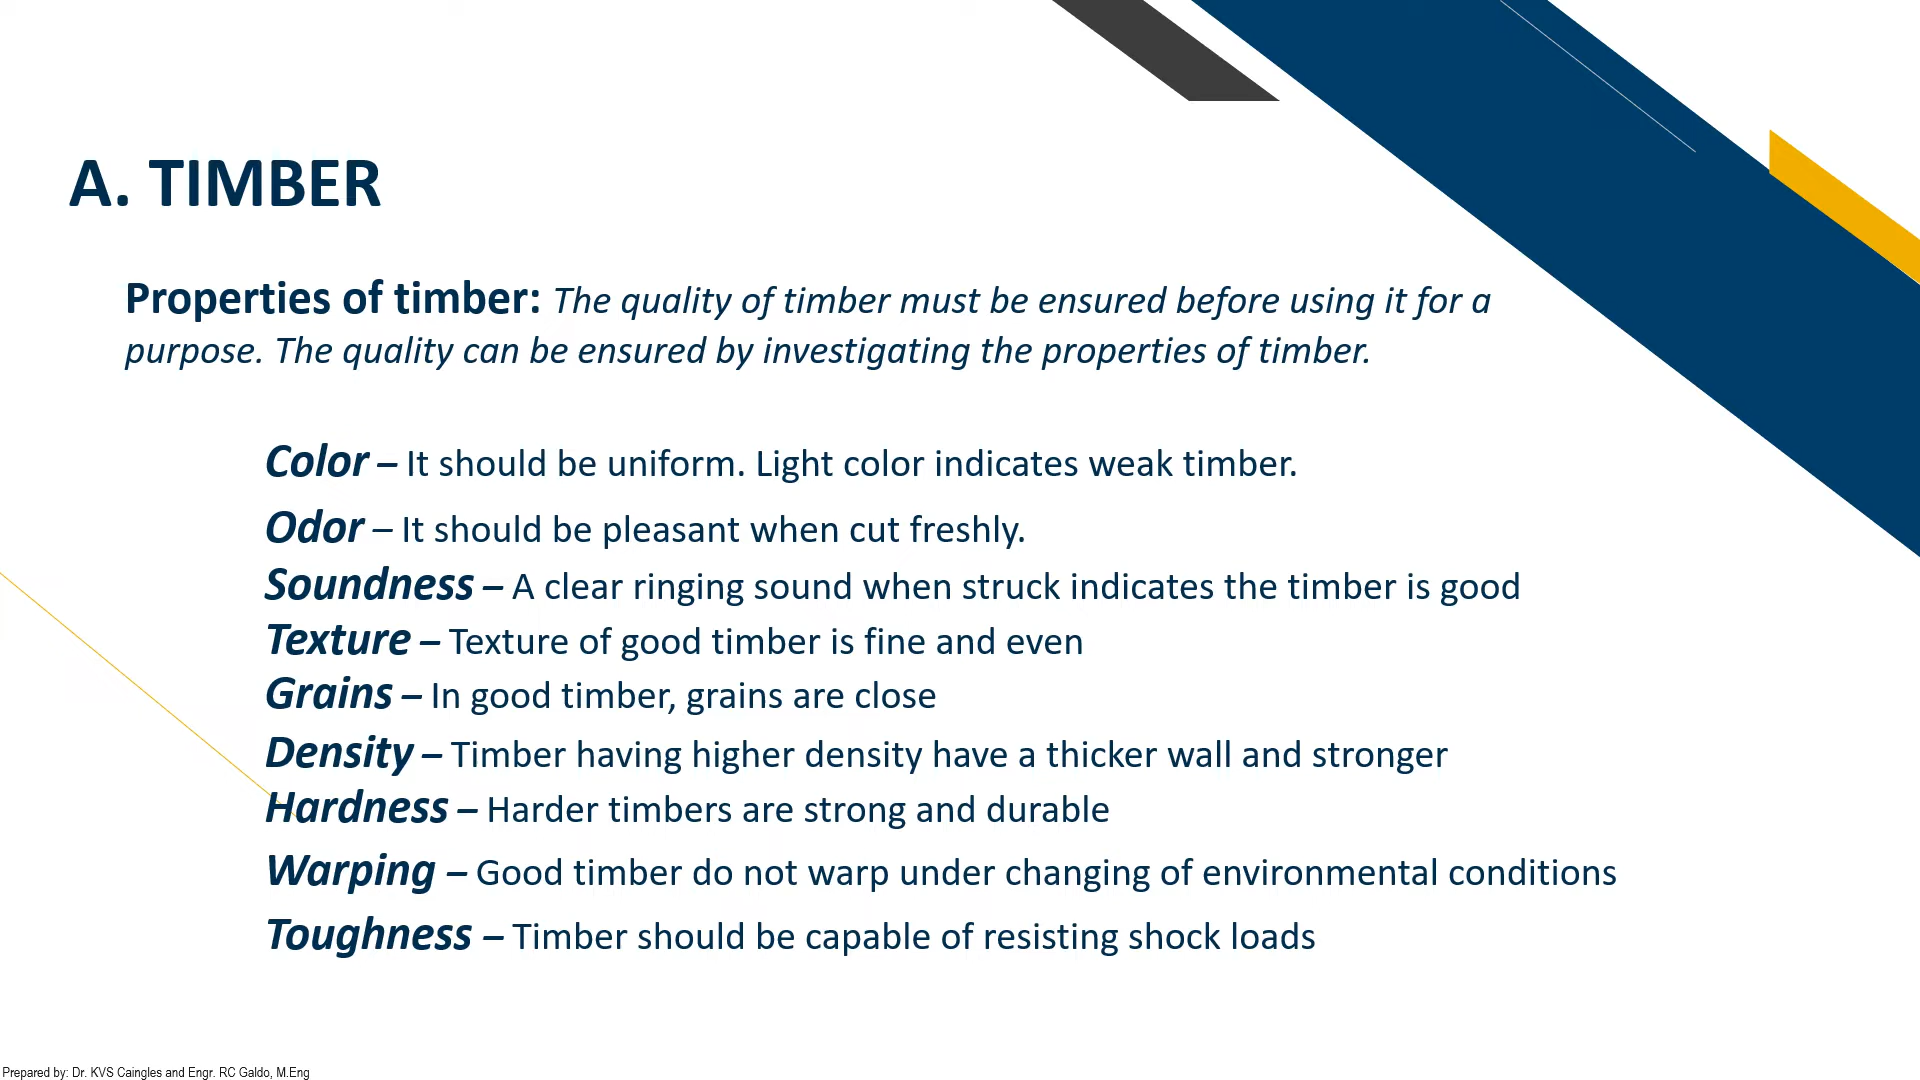 A. TIMBER
Properties of timber: The quality of timber must be ensured before using it for a
purpose. The quality can be ensured by investigating the properties of timber.
Color – It should be uniform. Light color indicates weak timber.
Odor – It should be pleasant when cut freshly.
Soundness – A clear ringing sound when struck indicates the timber is good
Texture – Texture of good timber is fine and even
Grains – In good timber, grains are close
Density – Timber having higher density have a thicker wall and stronger
Hardness – Harder timbers are strong and durable
Warping – Good timber do not warp under changing of environmental conditions
Toughness – Timber should be capable of resisting shock loads
Prepared by: Dr. KVS Caingles and Engr. RC Galdo, M.Eng